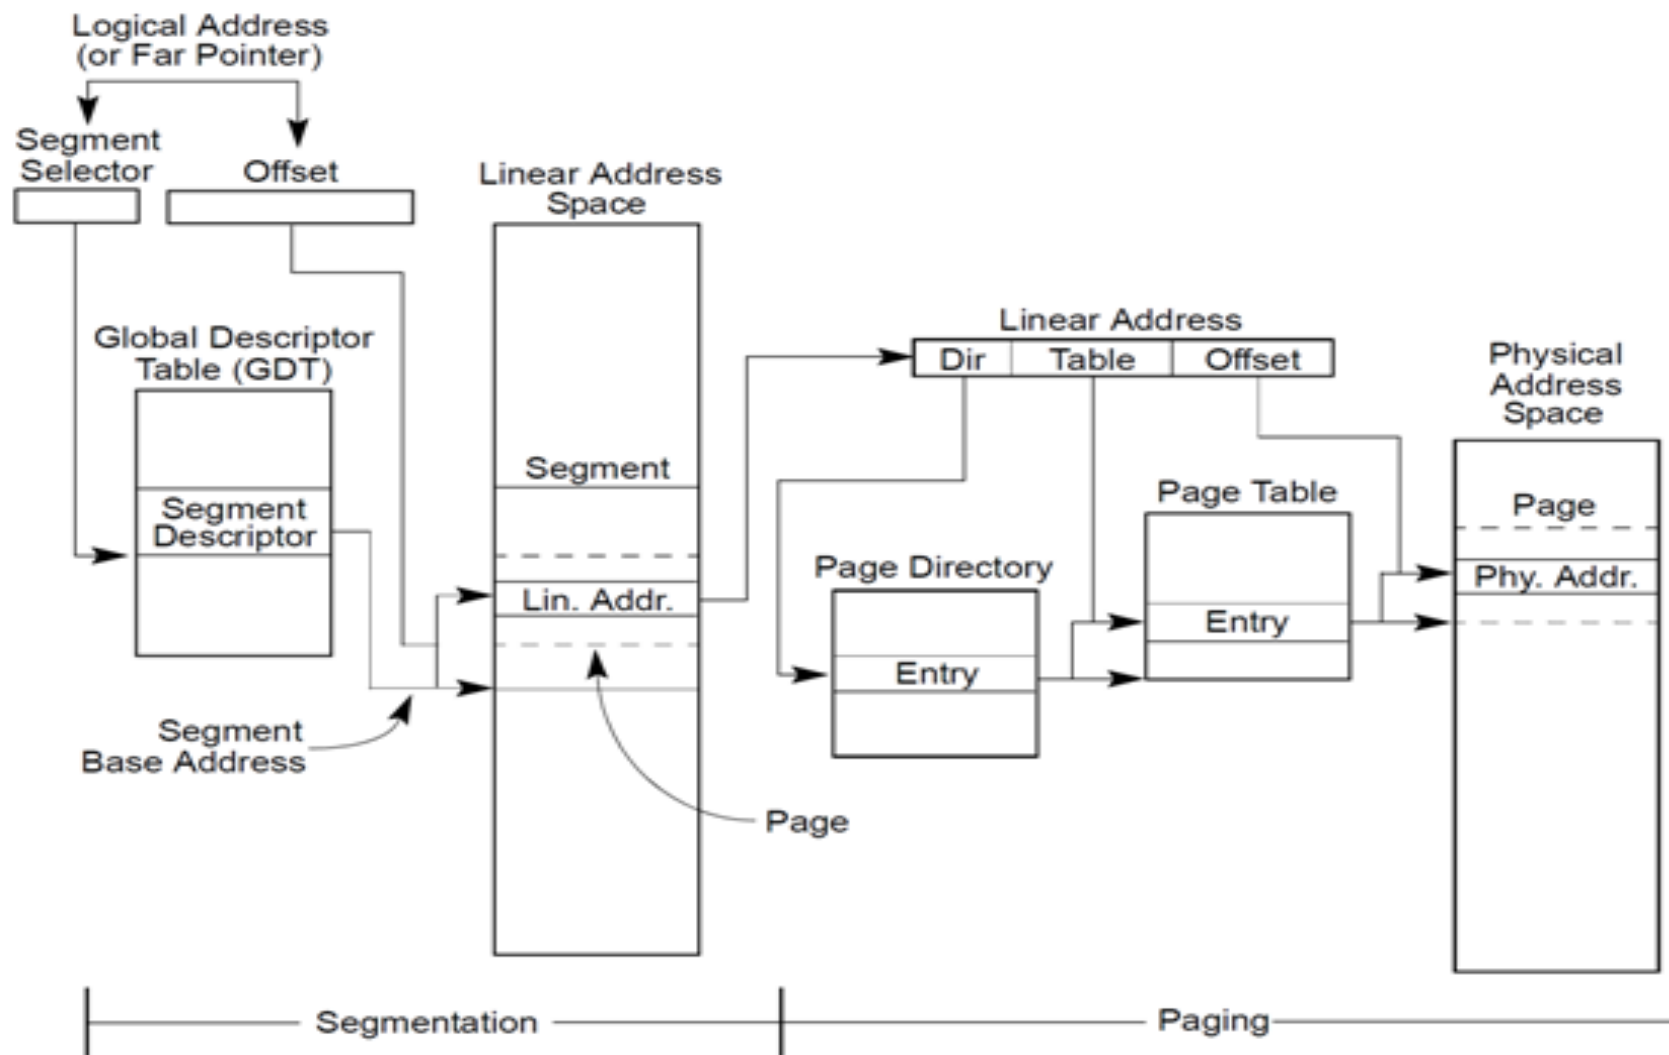 Logical Address
(or Far Pointer)
Segment
Selector
Offset
Linear Address
Space
Global Descriptor
Table (GDT)
Segment
Descriptor
Segment
Lin. Addr.
Segment
Base Address
Page
Linear Address
Dir
Table
Offset
Page Directory
Entry
Page Table
Entry
Physical
Address
Space
Page
Phy. Addr.
Segmentation
Paging